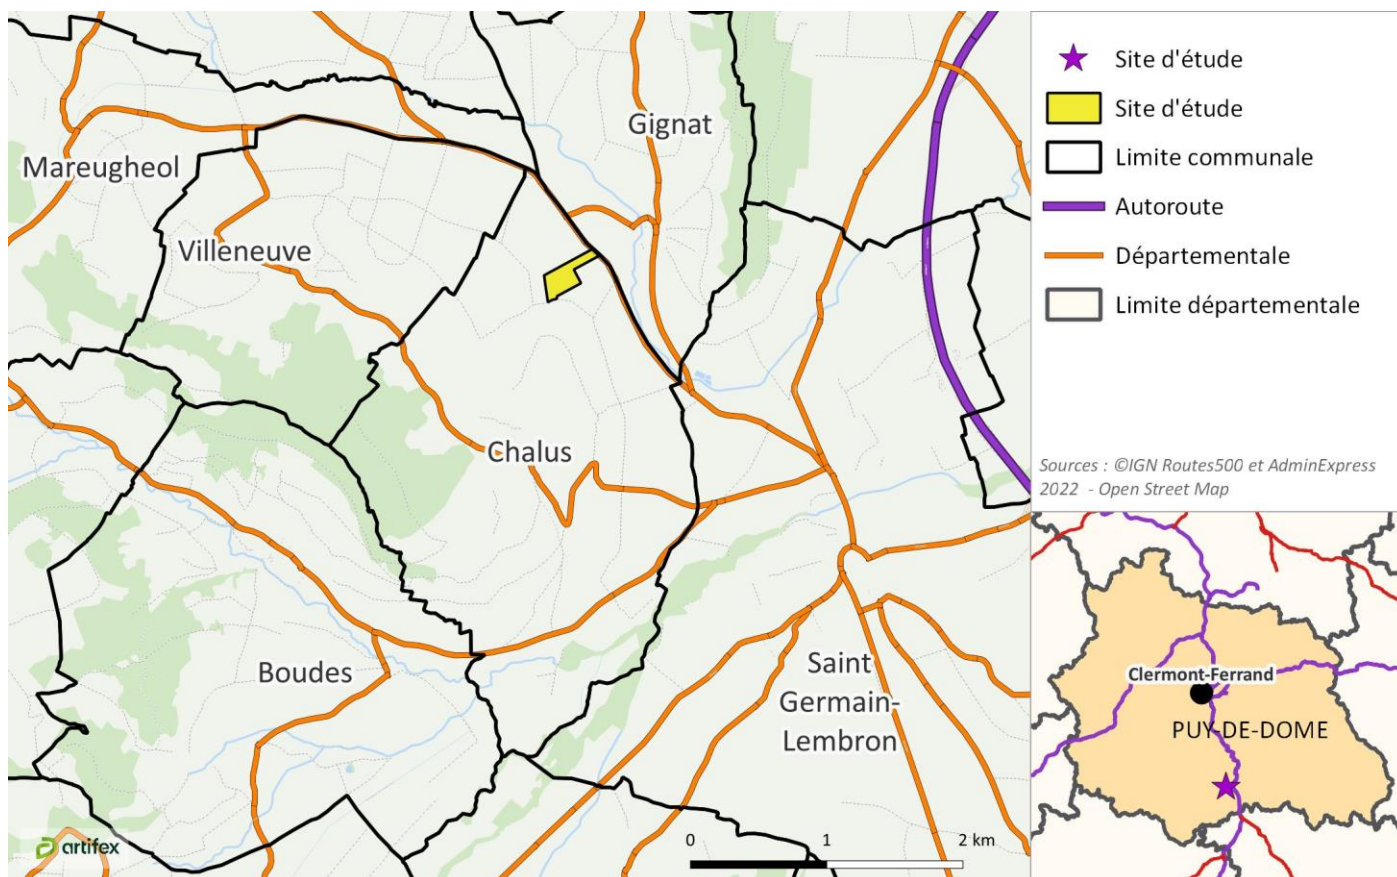 Gignat
Mareugheol
Villeneuve
Chalus
Boudes
Saint
Germain-
Lembron
0 1 2 km
artifex
Site d'étude
Site d'étude
Limite communale
Autoroute
Départementale
Limite départementale
Sources : ©IGN Routes500 et AdminExpress
2022 - Open Street Map
Clermont-Ferrand
PUY-DE-DOME